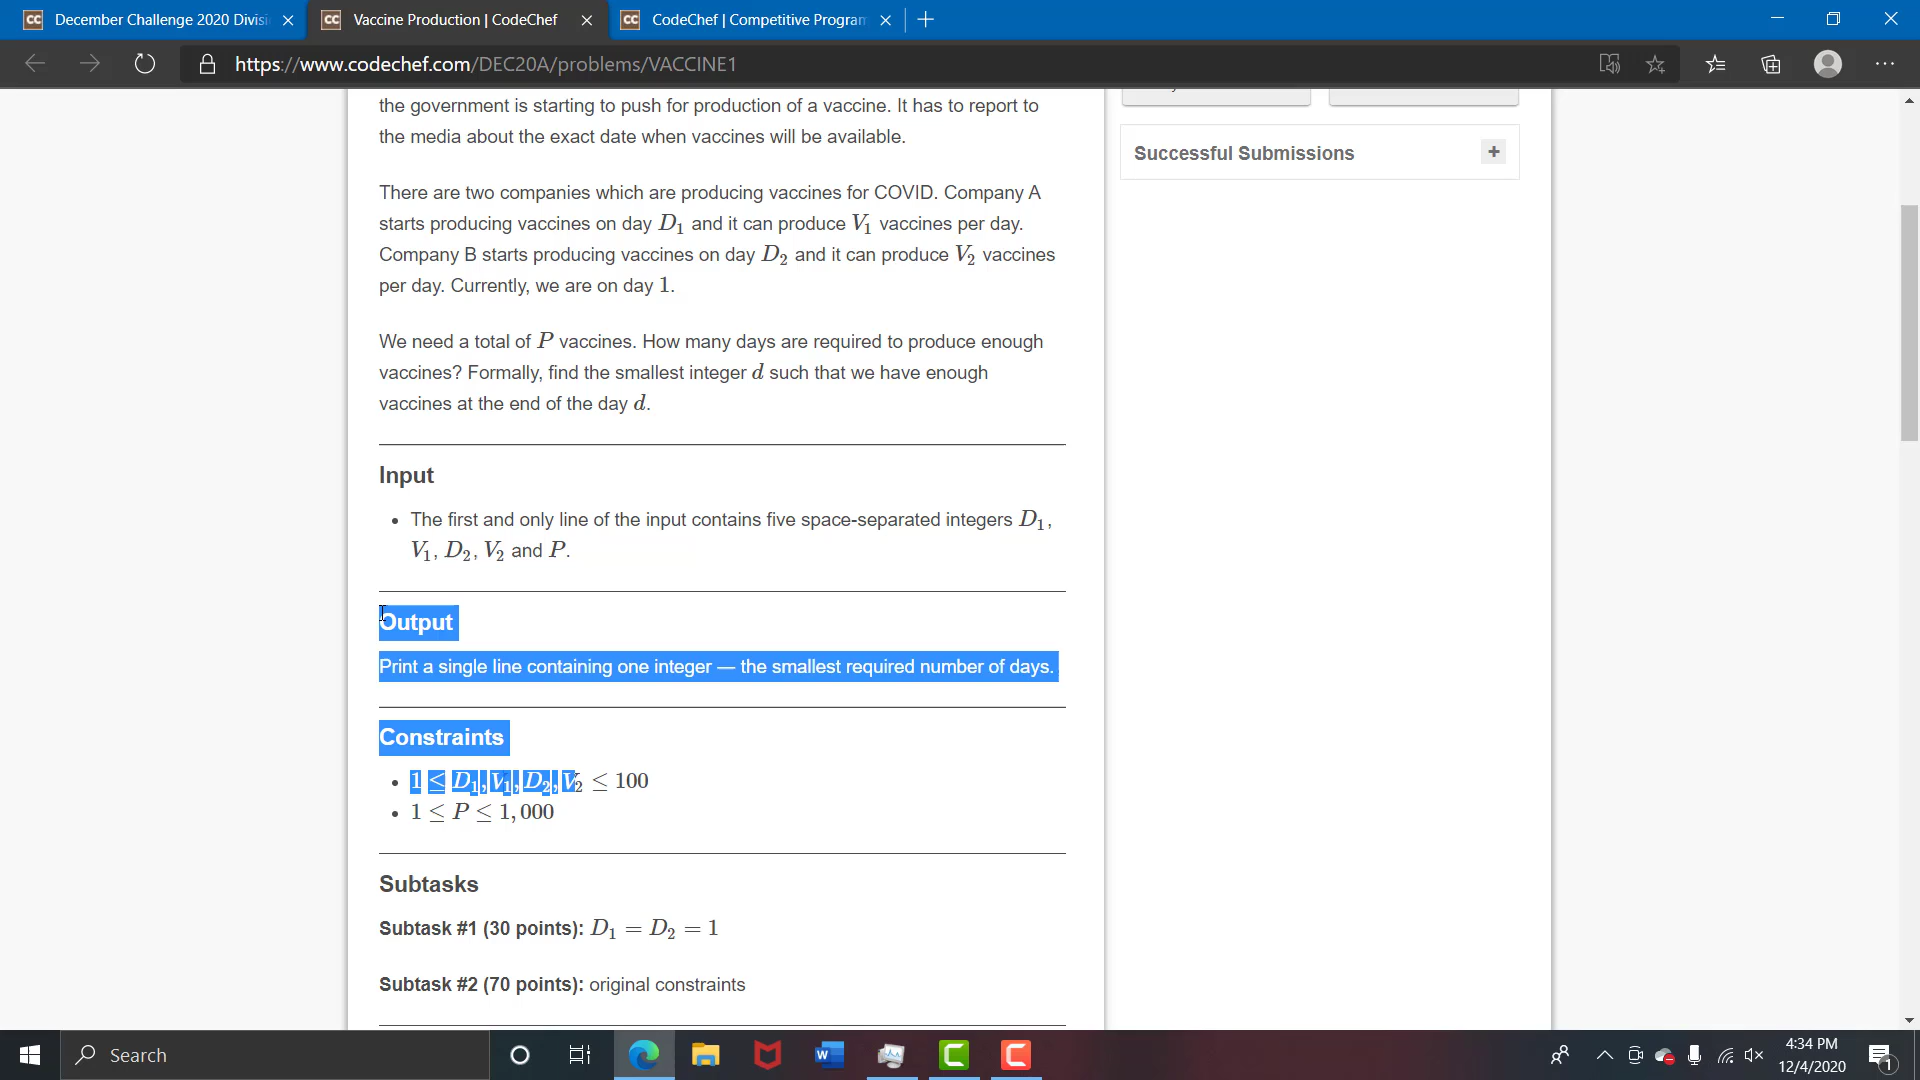 December Challenge 2020 Divisi
Vaccine Production | CodeChef
CodeChef | Competitive Program
https://www.codechef.com/DEC20A/problems/VACCINE1
the government is starting to push for production of a vaccine. It has to report to
the media about the exact date when vaccines will be available.
There are two companies which are producing vaccines for COVID. Company A
starts producing vaccines on day D₁ and it can produce V₁ vaccines per day.
Company B starts producing vaccines on day D₂ and it can produce V₂ vaccines
per day. Currently, we are on day 1.
We need a total of P vaccines. How many days are required to produce enough
vaccines? Formally, find the smallest integer d such that we have enough
vaccines at the end of the day d.
Input
• The first and only line of the input contains five space-separated integers D₁,
V₁, D₂, V₂ and P.
Output
Print a single line containing one integer — the smallest required number of days.
Constraints
• 1 ≤ D₁, V₁, D₂, V₂ ≤ 100
• 1 ≤ P ≤ 1,000
Subtasks
Subtask #1 (30 points): D₁ = D₂ = 1
Subtask #2 (70 points): original constraints
Successful Submissions
+
Search
4:34 PM
12/4/2020
1